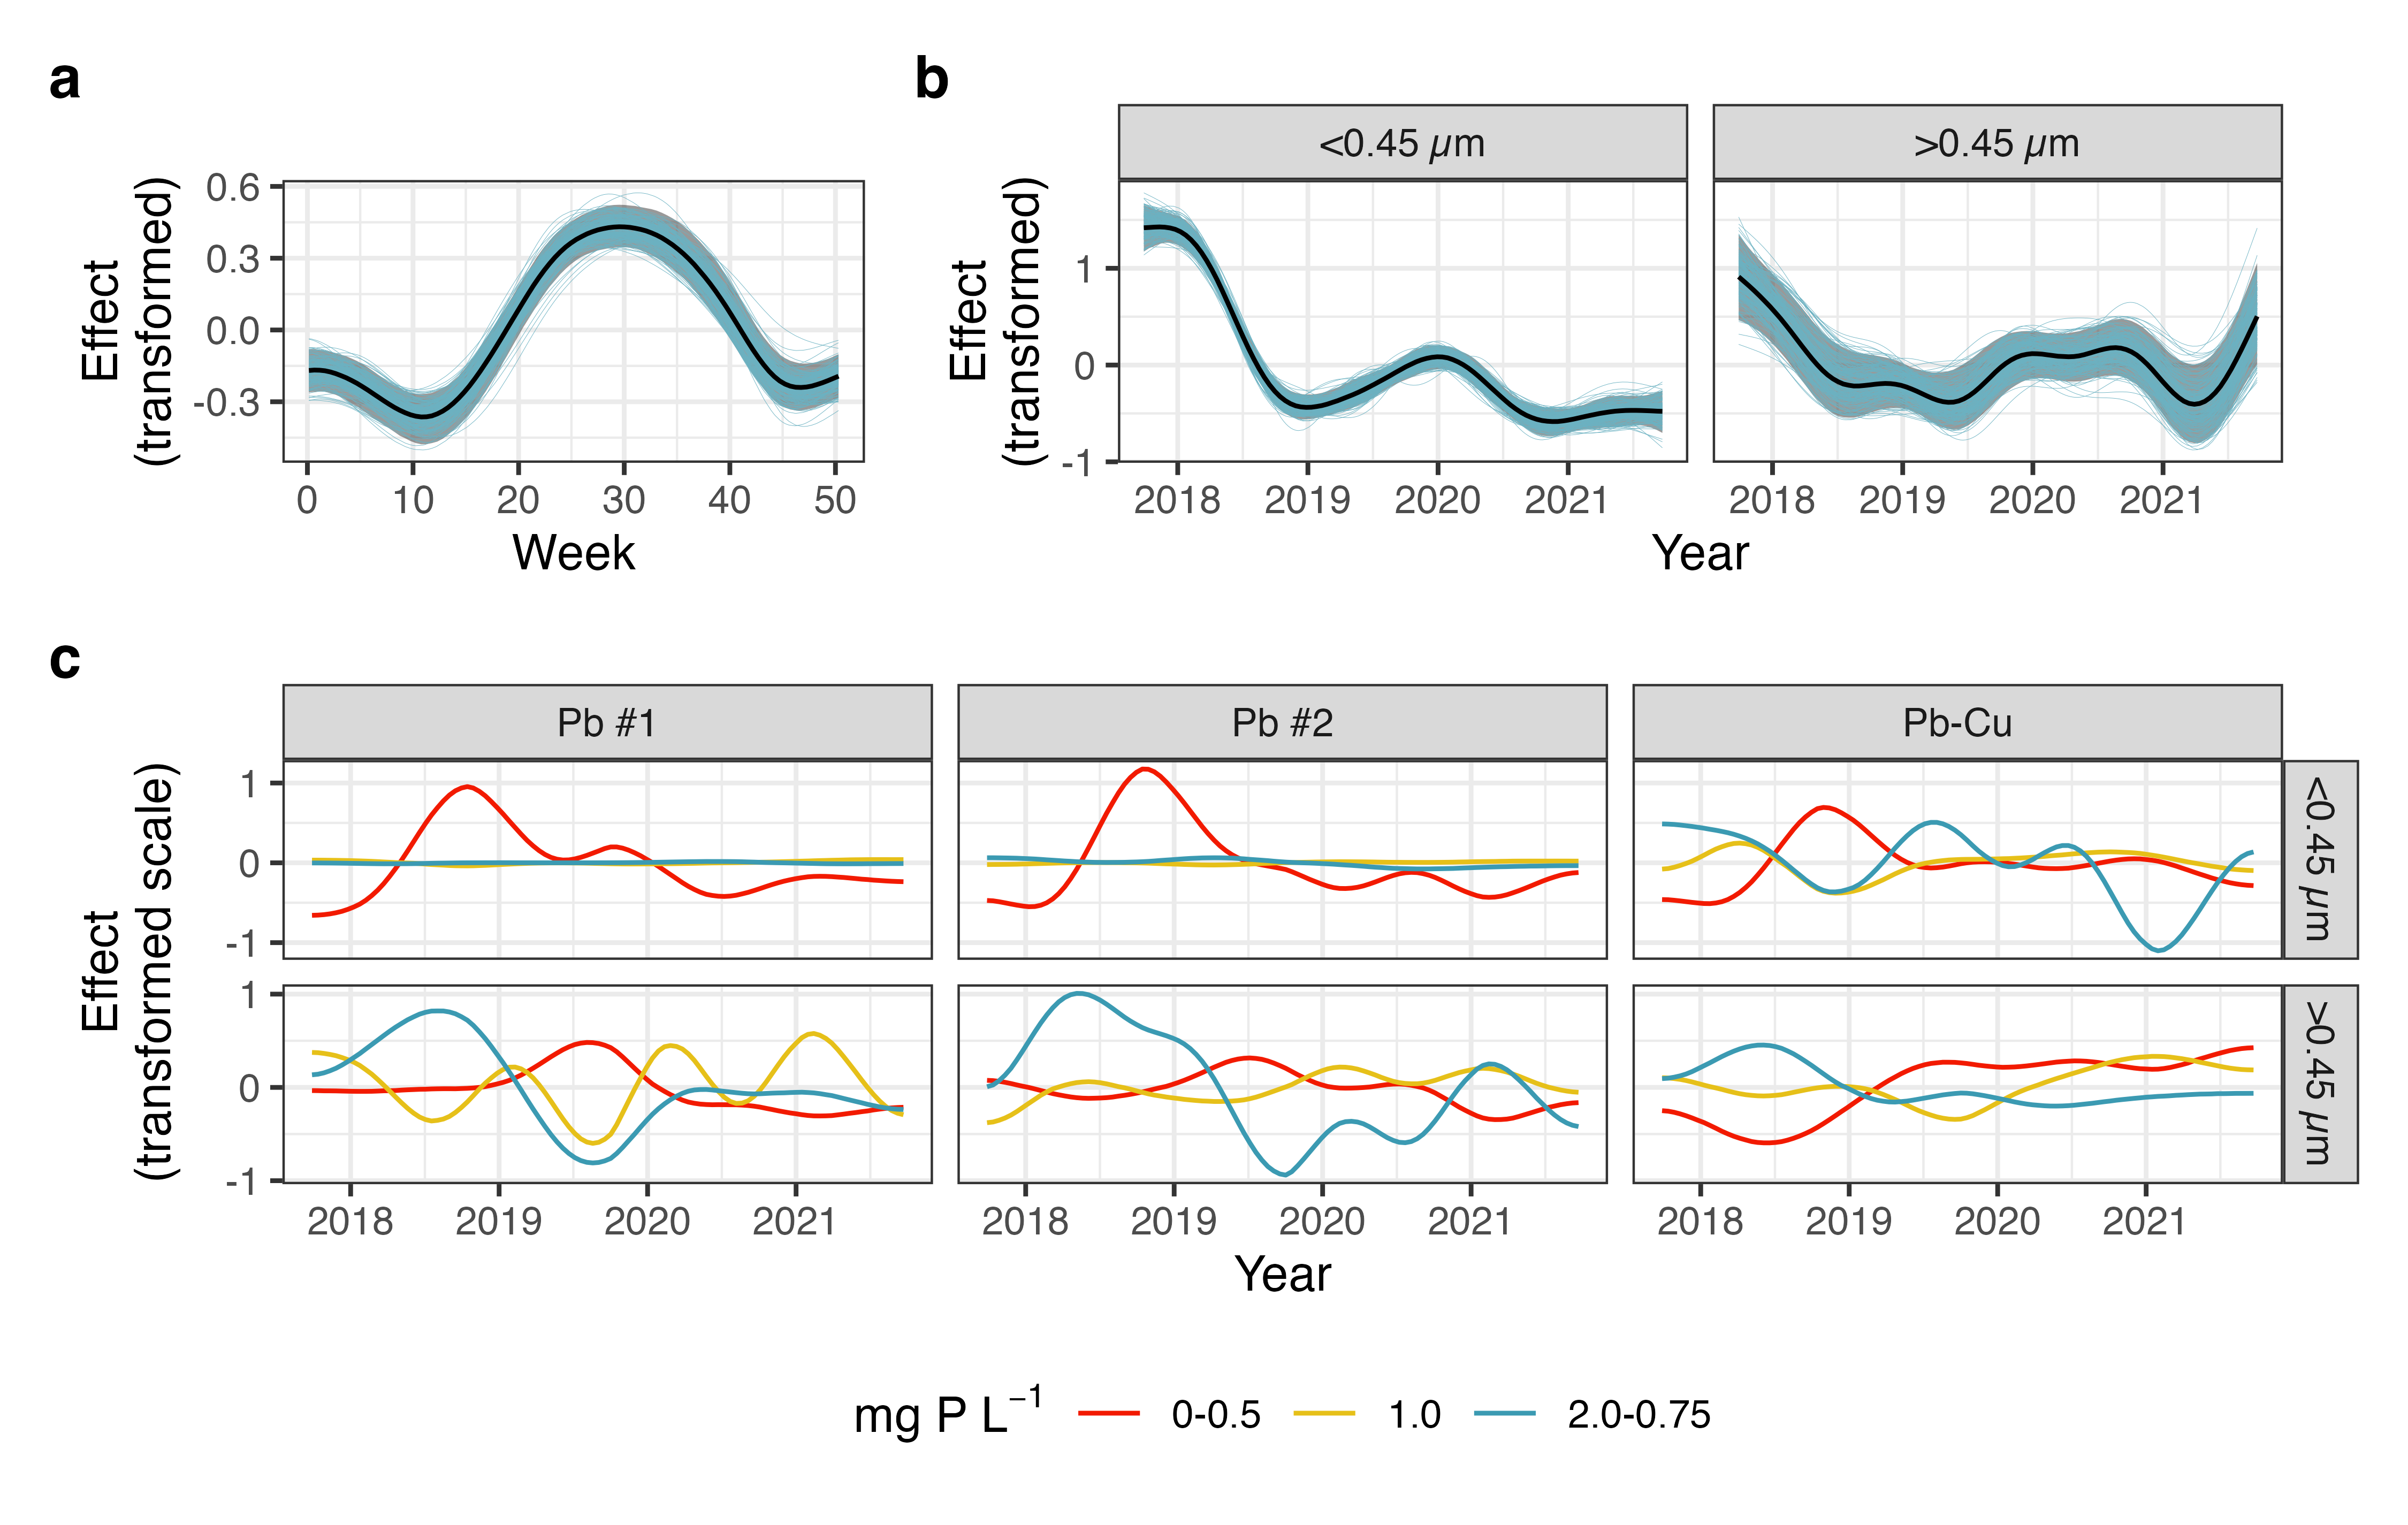 a
b
<0.45 µm
>0.45 µm
Effect
(transformed)
0.6
0.3
0.0
-0.3
0
10
20
30
40
50
Week
Effect
(transformed)
1
0
-1
2018
2019
2020
2021
2018
2019
2020
2021
Year
c
Pb #1
Pb #2
Pb-Cu
Effect
(transformed scale)
1
0
-1
<0.45 µm
1
0
-1
>0.45 µm
2018
2019
2020
2021
2018
2019
2020
2021
2018
2019
2020
2021
Year
mg P L⁻¹ 0-0.5 1.0 2.0-0.75